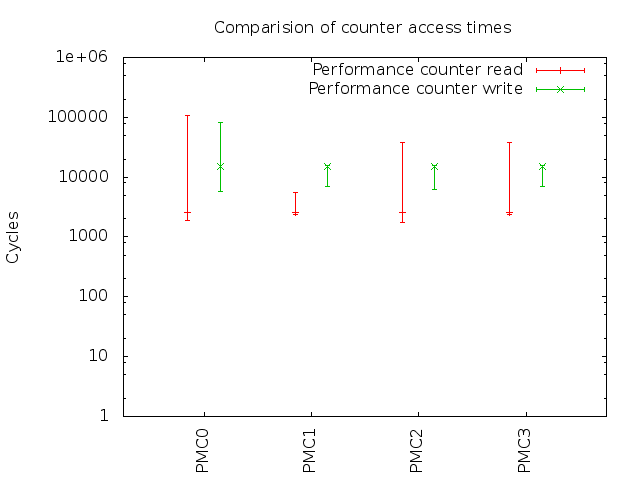 Comparision of counter access times
1e+06
Performance counter read
Performance counter write
100000
10000
1000
100
10
1
Cycles
PMC0
PMC1
PMC2
PMC3